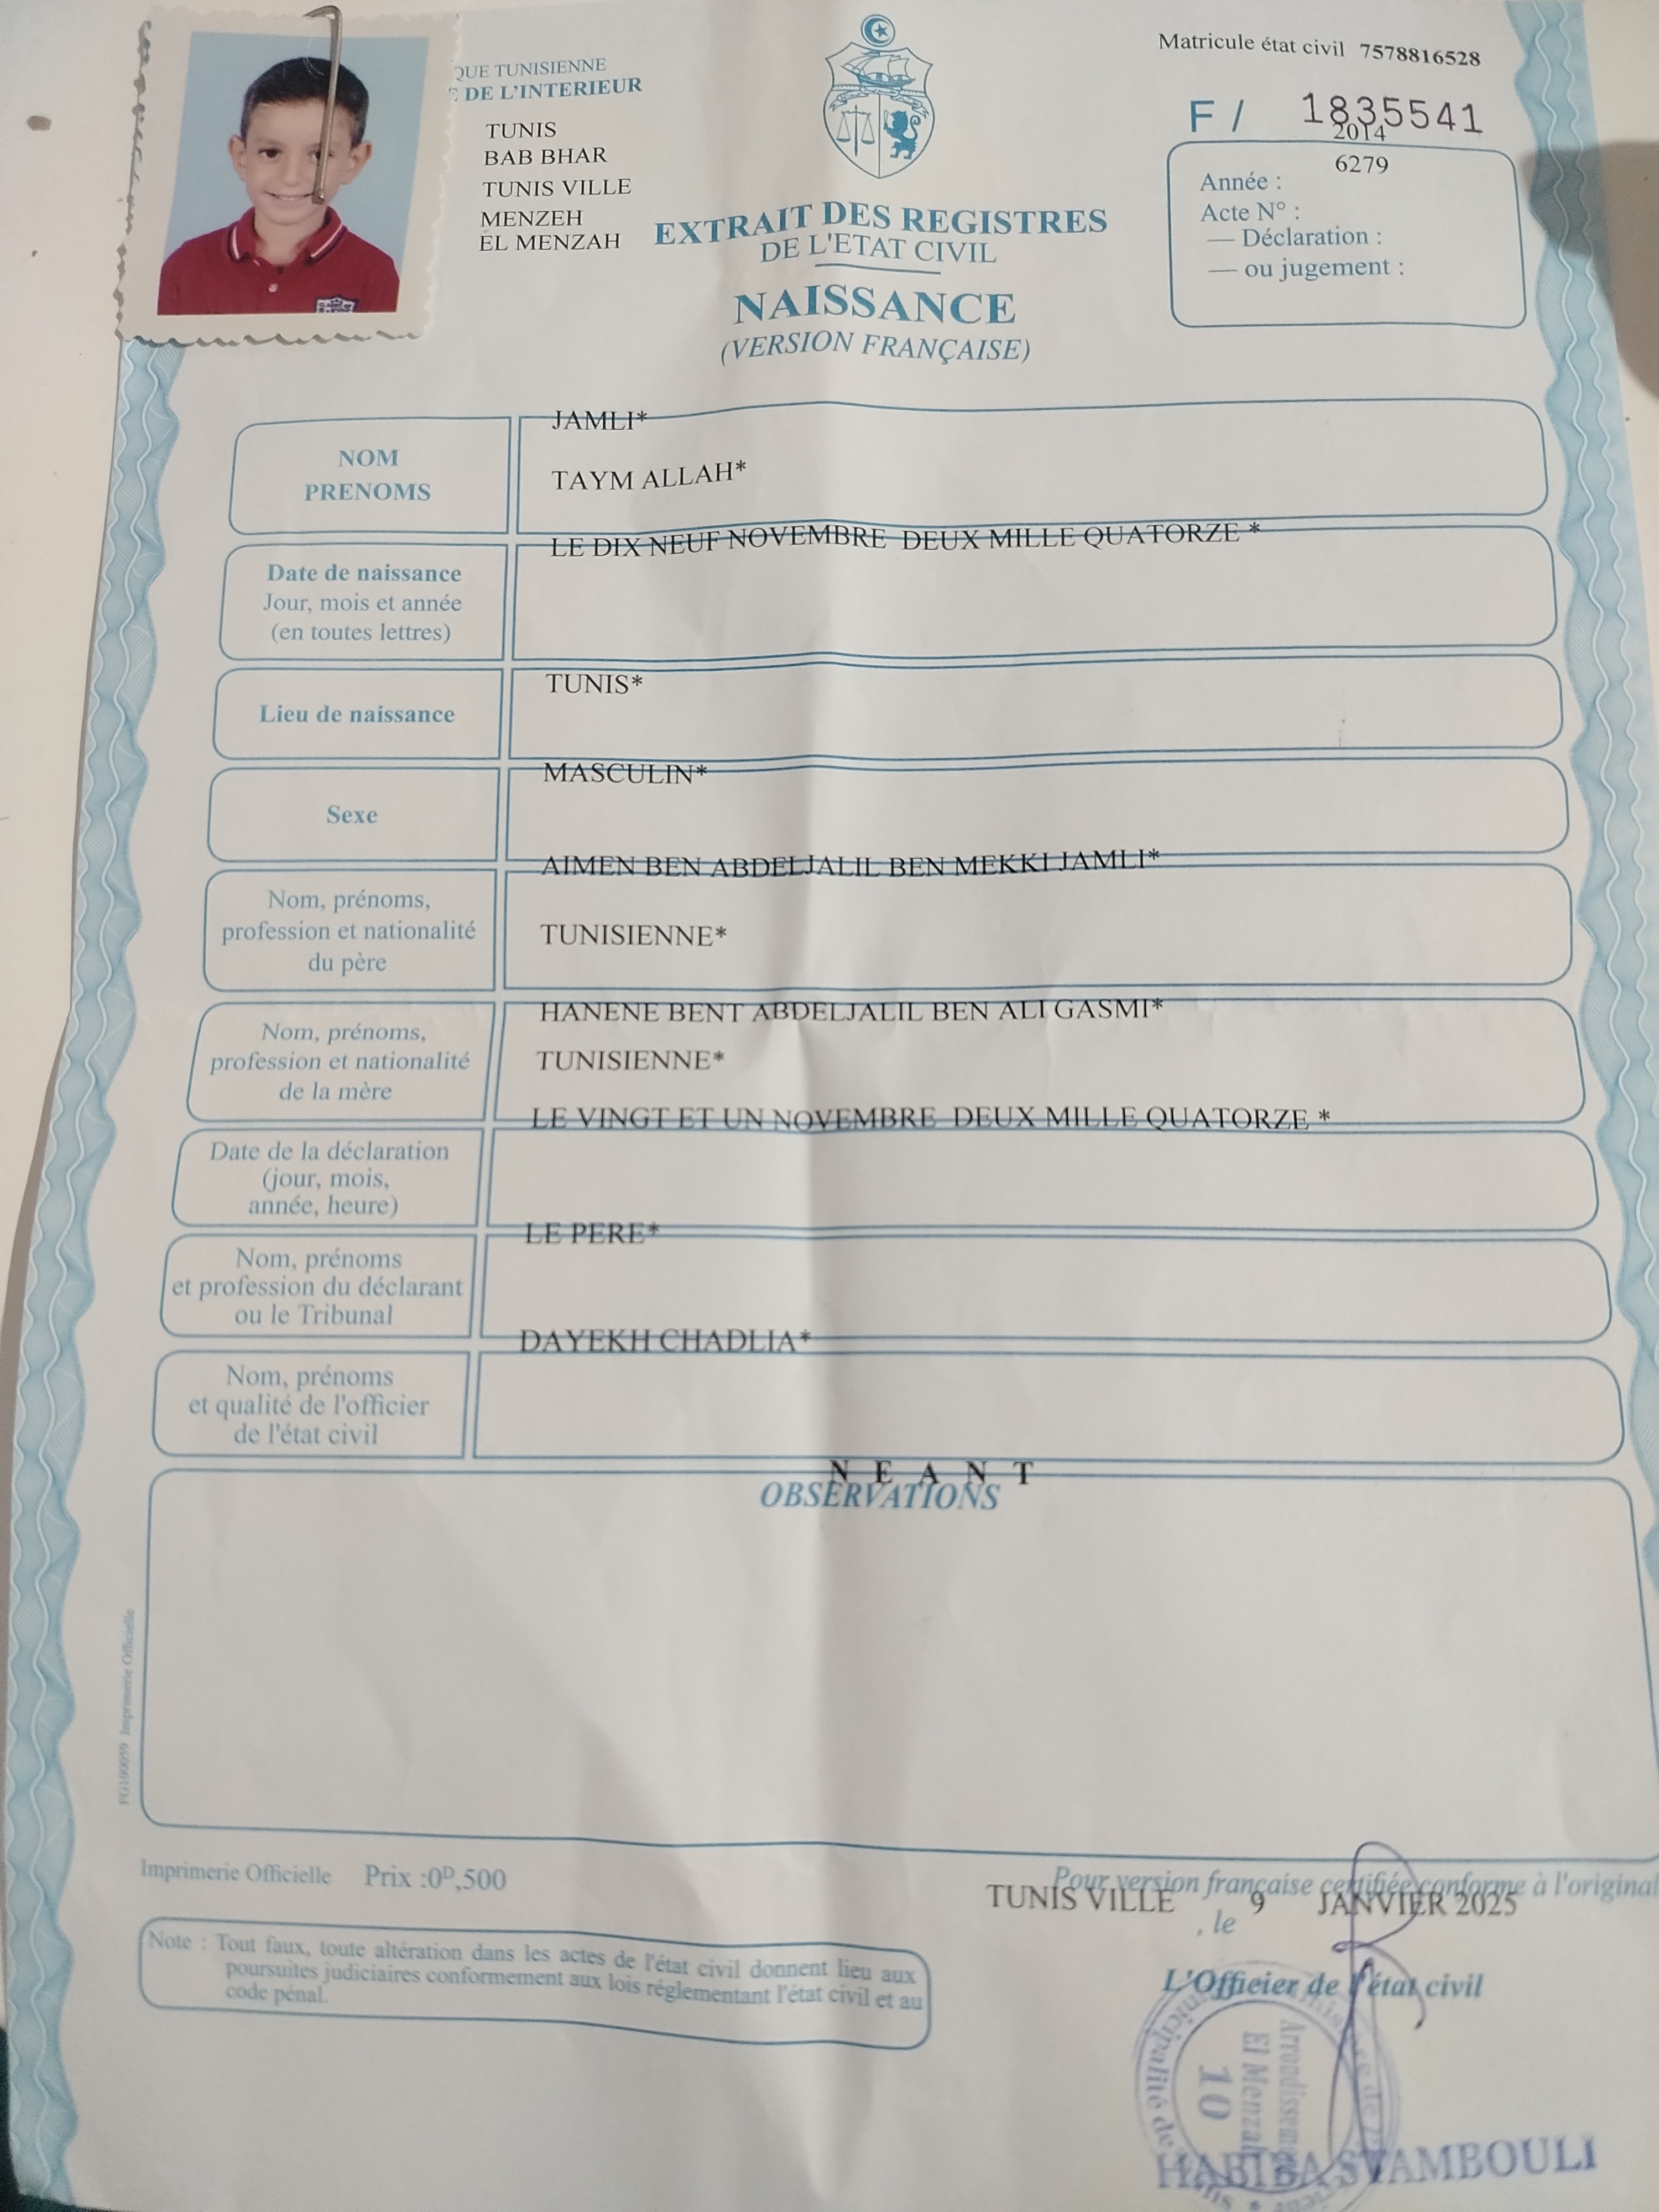 QUE TUNISIENNE
E DE L'INTERIEUR
TUNIS
BAB BHAR
TUNIS VILLE
MENZEH
EL MENZAH
Matricule état civil 7578816528
F / 1835541
2014
6279
Année :
Acte N° :
— Déclaration :
— ou jugement :
EXTRAIT DES REGISTRES
DE L'ETAT CIVIL
NAISSANCE
(VERSION FRANÇAISE)
JAMLI*
NOM
PRENOMS
TAYM ALLAH*
LE DIX NEUF NOVEMBRE DEUX MILLE QUATORZE *
Date de naissance
Jour, mois et année
(en toutes lettres)
TUNIS*
Lieu de naissance
MASCULIN*
Sexe
AIMEN BEN ABDELJALIL BEN MEKKI JAMLI*
Nom, prénoms,
profession et nationalité
du père
TUNISIENNE*
HANENE BENT ABDELJALIL BEN ALI GASMI*
Nom, prénoms,
profession et nationalité
de la mère
TUNISIENNE*
LE VINGT ET UN NOVEMBRE DEUX MILLE QUATORZE *
Date de la déclaration
(jour, mois,
année, heure)
LE PERE*
Nom, prénoms
et profession du déclarant
ou le Tribunal
DAYEKH CHADLIA*
Nom, prénoms
et qualité de l'officier
de l'état civil
N E A N T
OBSERVATIONS
FG100059 Imprimerie Officielle
Imprimerie Officielle Prix :0D,500
Pour version française certifiée conforme à l'original
TUNIS VILLE , le 9 JANVIER 2025
Note : Tout faux, toute altération dans les actes de l'état civil donnent lieu aux
poursuites judiciaires conformement aux lois réglementant l'état civil et au
code pénal.
L'Officier de l'état civil
Municipalité de
Arrondissement
El Menzah
10
HABIBA STAMBOULI